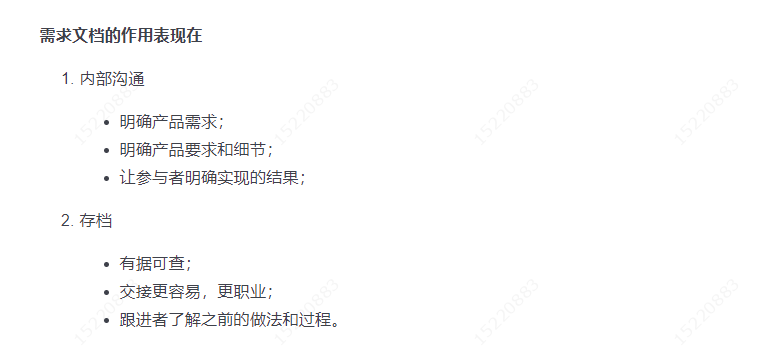 需求文档的作用表现在
1. 内部沟通
• 明确产品需求；
• 明确产品要求和细节；
• 让参与者明确实现的结果；
2. 存档
• 有据可查；
• 交接更容易，更职业；
• 跟进者了解之前的做法和过程。
15220883
15220883
15220883
15220883
15220883
15220883
15220883
15220883